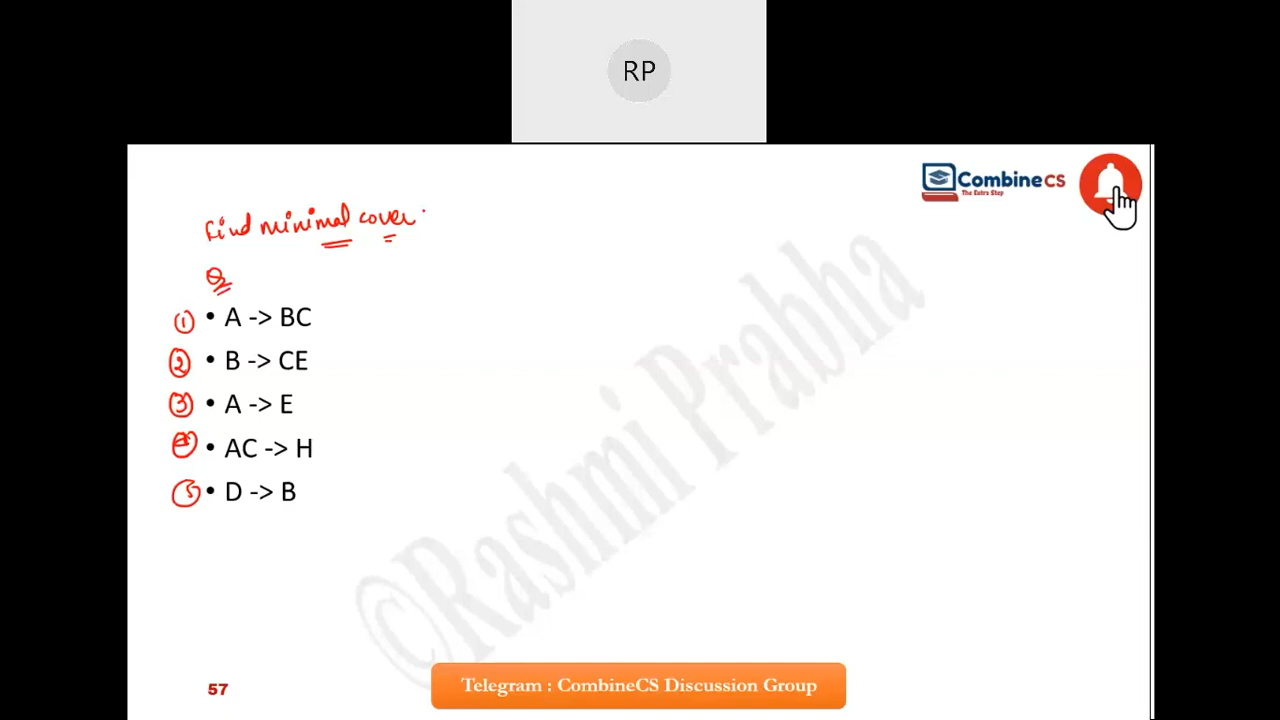 RP
CombineCS
The Extra Step
Find minimal cover.
Q
① • A -> BC
② • B -> CE
③ • A -> E
④ • AC -> H
⑤ • D -> B
©Rashmi Prabha
57
Telegram : CombineCS Discussion Group